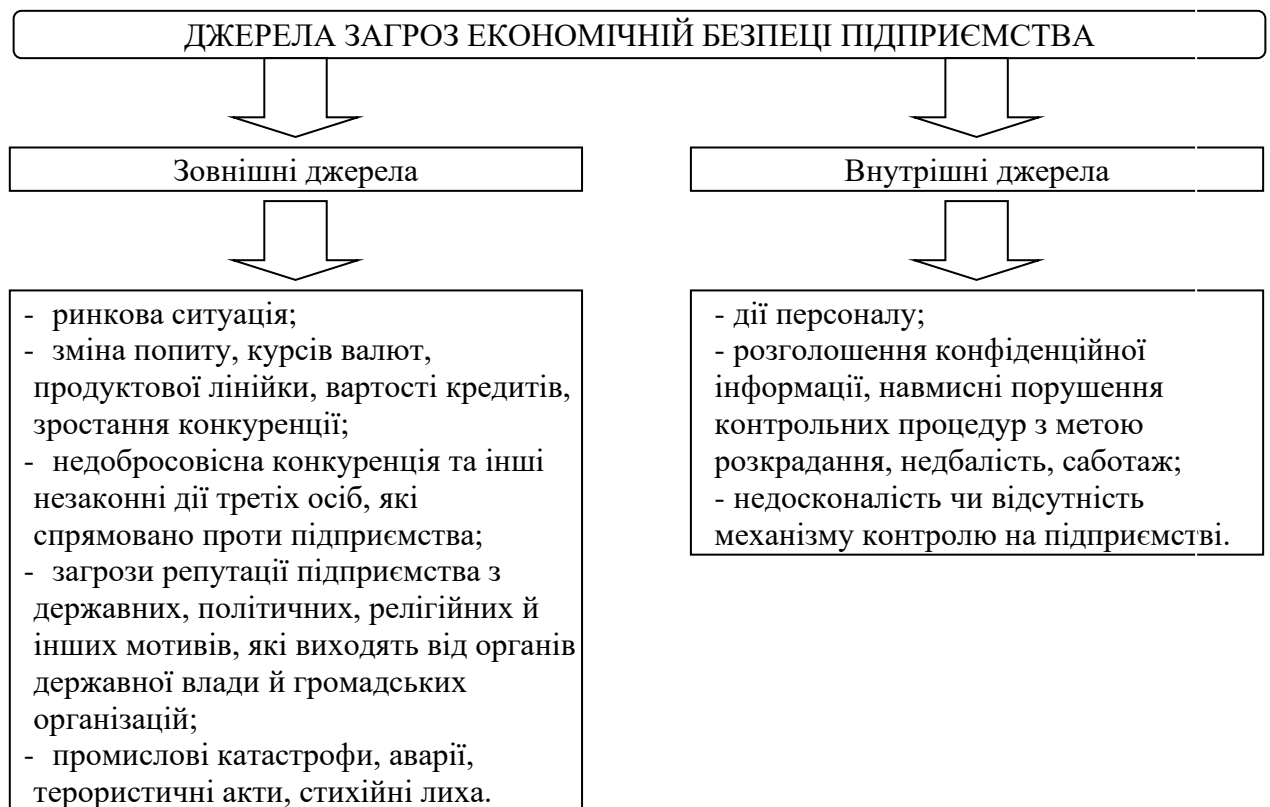 ДЖЕРЕЛА ЗАГРОЗ ЕКОНОМІЧНІЙ БЕЗПЕЦІ ПІДПРИЄМСТВА
Зовнішні джерела
- ринкова ситуація;
- зміна попиту, курсів валют,
продуктової лінійки, вартості кредитів,
зростання конкуренції;
- недобросовісна конкуренція та інші
незаконні дії третіх осіб, які
спрямовано проти підприємства;
- загрози репутації підприємства з
державних, політичних, релігійних й
інших мотивів, які виходять від органів
державної влади й громадських
організацій;
- промислові катастрофи, аварії,
терористичні акти, стихійні лиха.
Внутрішні джерела
- дії персоналу;
- розголошення конфіденційної
інформації, навмисні порушення
контрольних процедур з метою
розкрадання, недбалість, саботаж;
- недосконалість чи відсутність
механізму контролю на підприємстві.